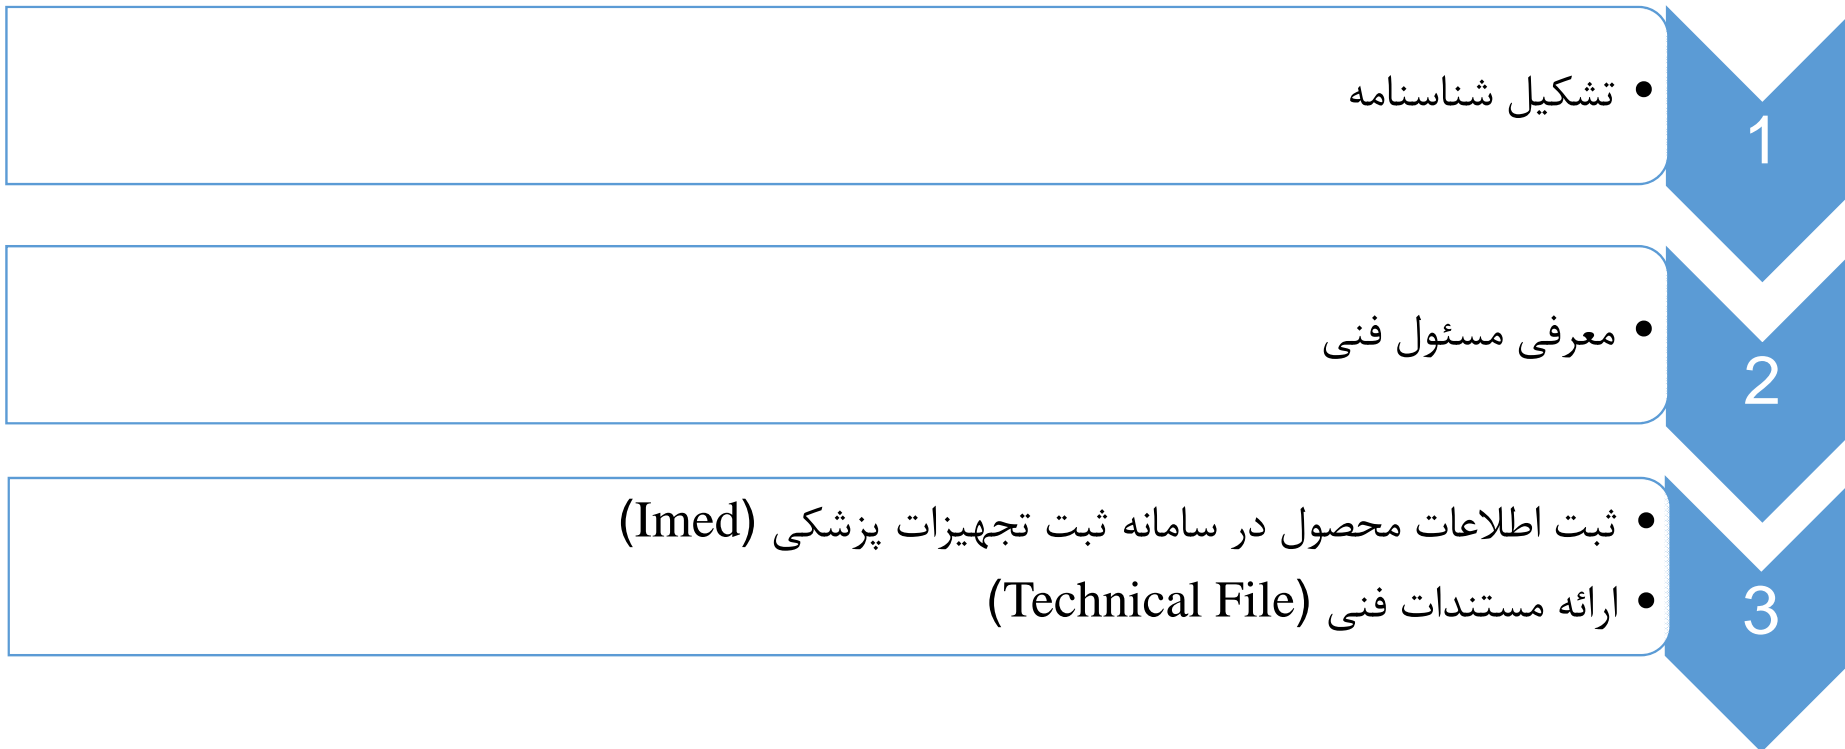 1
• تشکیل شناسنامه
2
• معرفی مسئول فنی
3
• ثبت اطلاعات محصول در سامانه ثبت تجهیزات پزشکی (Imed)
• ارائه مستندات فنی (Technical File)